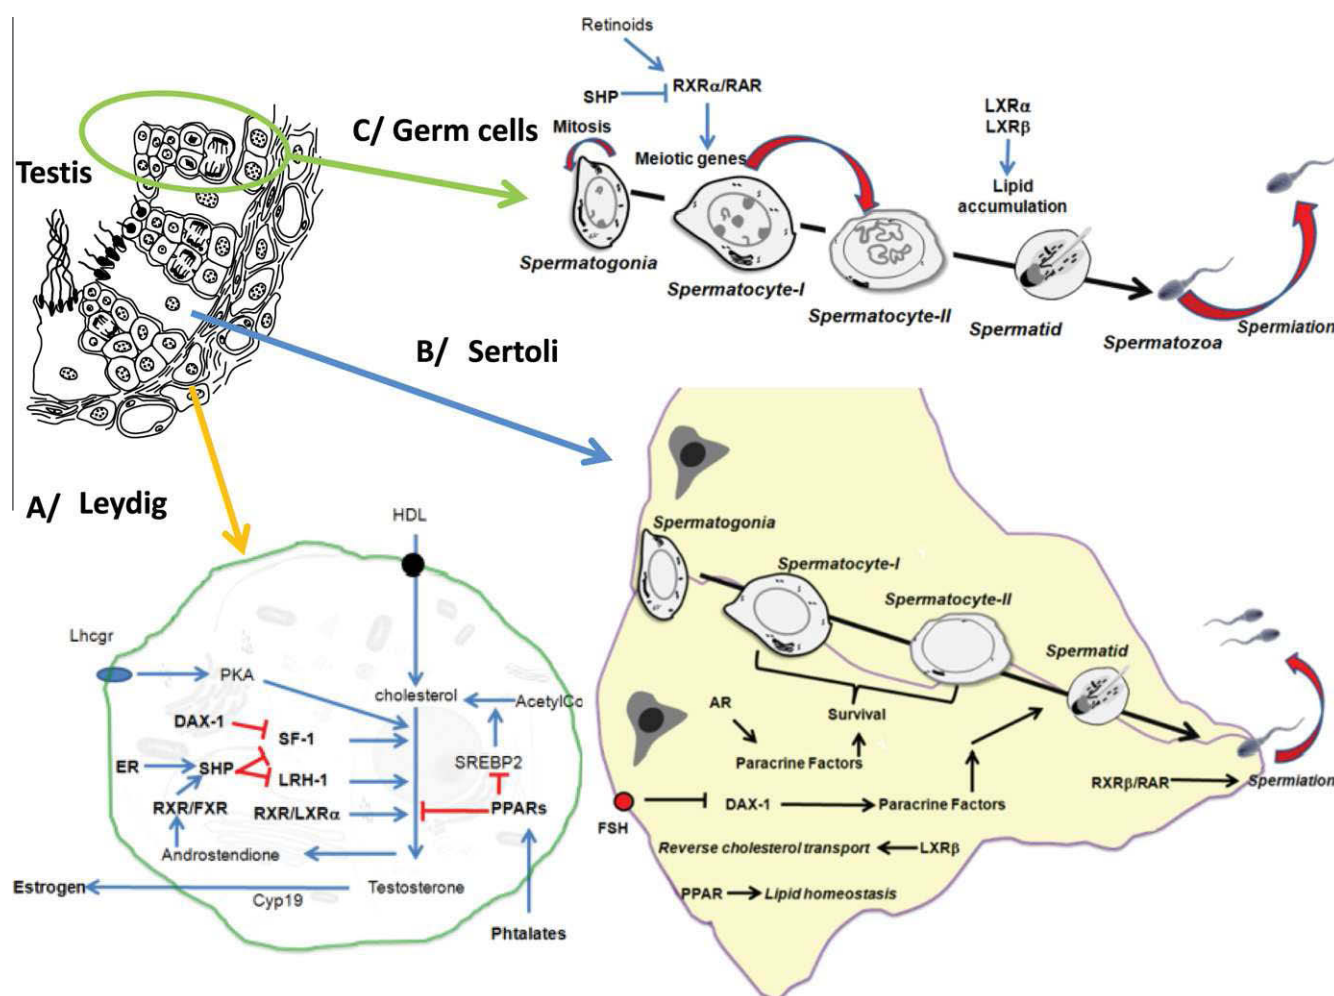 Retinoids
SHP
RXRα/RAR
C/ Germ cells
Mitosis
Meiotic genes
LXRα
LXRβ
Lipid
accumulation
Testis
Spermatogonia
Spermatocyte-I
Spermatocyte-II
Spermatid
Spermatozoa
Spermiation
B/ Sertoli
A/ Leydig
HDL
Lhcgr
PKA
cholesterol
AcetylCo
DAX-1
SF-1
SREBP2
ER
SHP
LRH-1
RXR/FXR
RXR/LXRα
PPARs
Androstendione
Testosterone
Estrogen
Cyp19
Phtalates
Spermatogonia
Spermatocyte-I
Spermatocyte-II
Spermatid
AR
Survival
Paracrine Factors
RXRβ/RAR
Spermiation
FSH
DAX-1
Paracrine Factors
Reverse cholesterol transport
LXRβ
PPAR
Lipid homeostasis